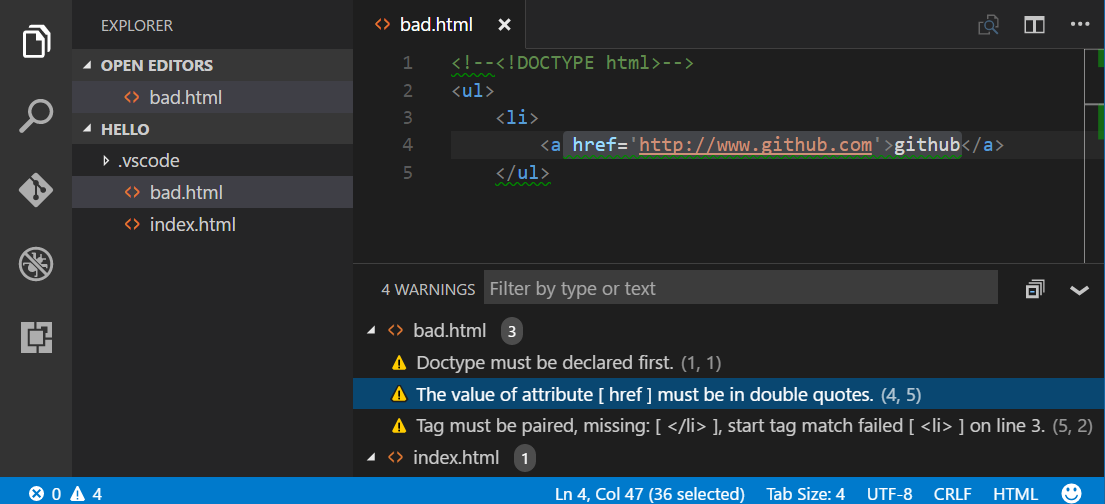 EXPLORER
OPEN EDITORS
bad.html
HELLO
.vscode
bad.html
index.html
bad.html
1 <!--<!DOCTYPE html>-->
2 <ul>
3 <li>
4 <a href='http://www.github.com'>github</a>
5 </ul>
4 WARNINGS Filter by type or text
bad.html 3
Doctype must be declared first. (1, 1)
The value of attribute [ href ] must be in double quotes. (4, 5)
Tag must be paired, missing: [ </li> ], start tag match failed [ <li> ] on line 3. (5, 2)
index.html 1
0 4 Ln 4, Col 47 (36 selected) Tab Size: 4 UTF-8 CRLF HTML